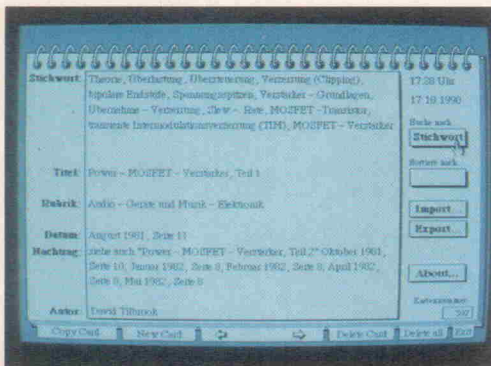 Stichwort: Theorie, Überlastung, Übersteuerung, Verzerrung (Clipping),
bipolare Endstufe, Spannungsspitzen, Verstärker - Grundlagen,
Übernahme - Verzerrung, Slew - Rate, MOSFET - Transistor,
transiente Intermodulationsverzerrung (TIM), MOSFET - Verstärker
Titel: Power - MOSFET - Verstärker, Teil 1
Rubrik: Audio - Geräte und Musik - Elektronik
Datum: August 1981, Seite 11
Nachtrag: siehe auch "Power - MOSFET - Verstärker, Teil 2" Oktober 1981,
Seite 10, Januar 1982, Seite 8, Februar 1982, Seite 8, April 1982,
Seite 8, Mai 1982, Seite 8
Autor: David Tilbrook
17:28 Uhr
17.10.1990
Suche nach
Stichwort
Sortiere nach
Import...
Export...
About...
Copy Card
New Card
Delete Card
Delete all
Exit